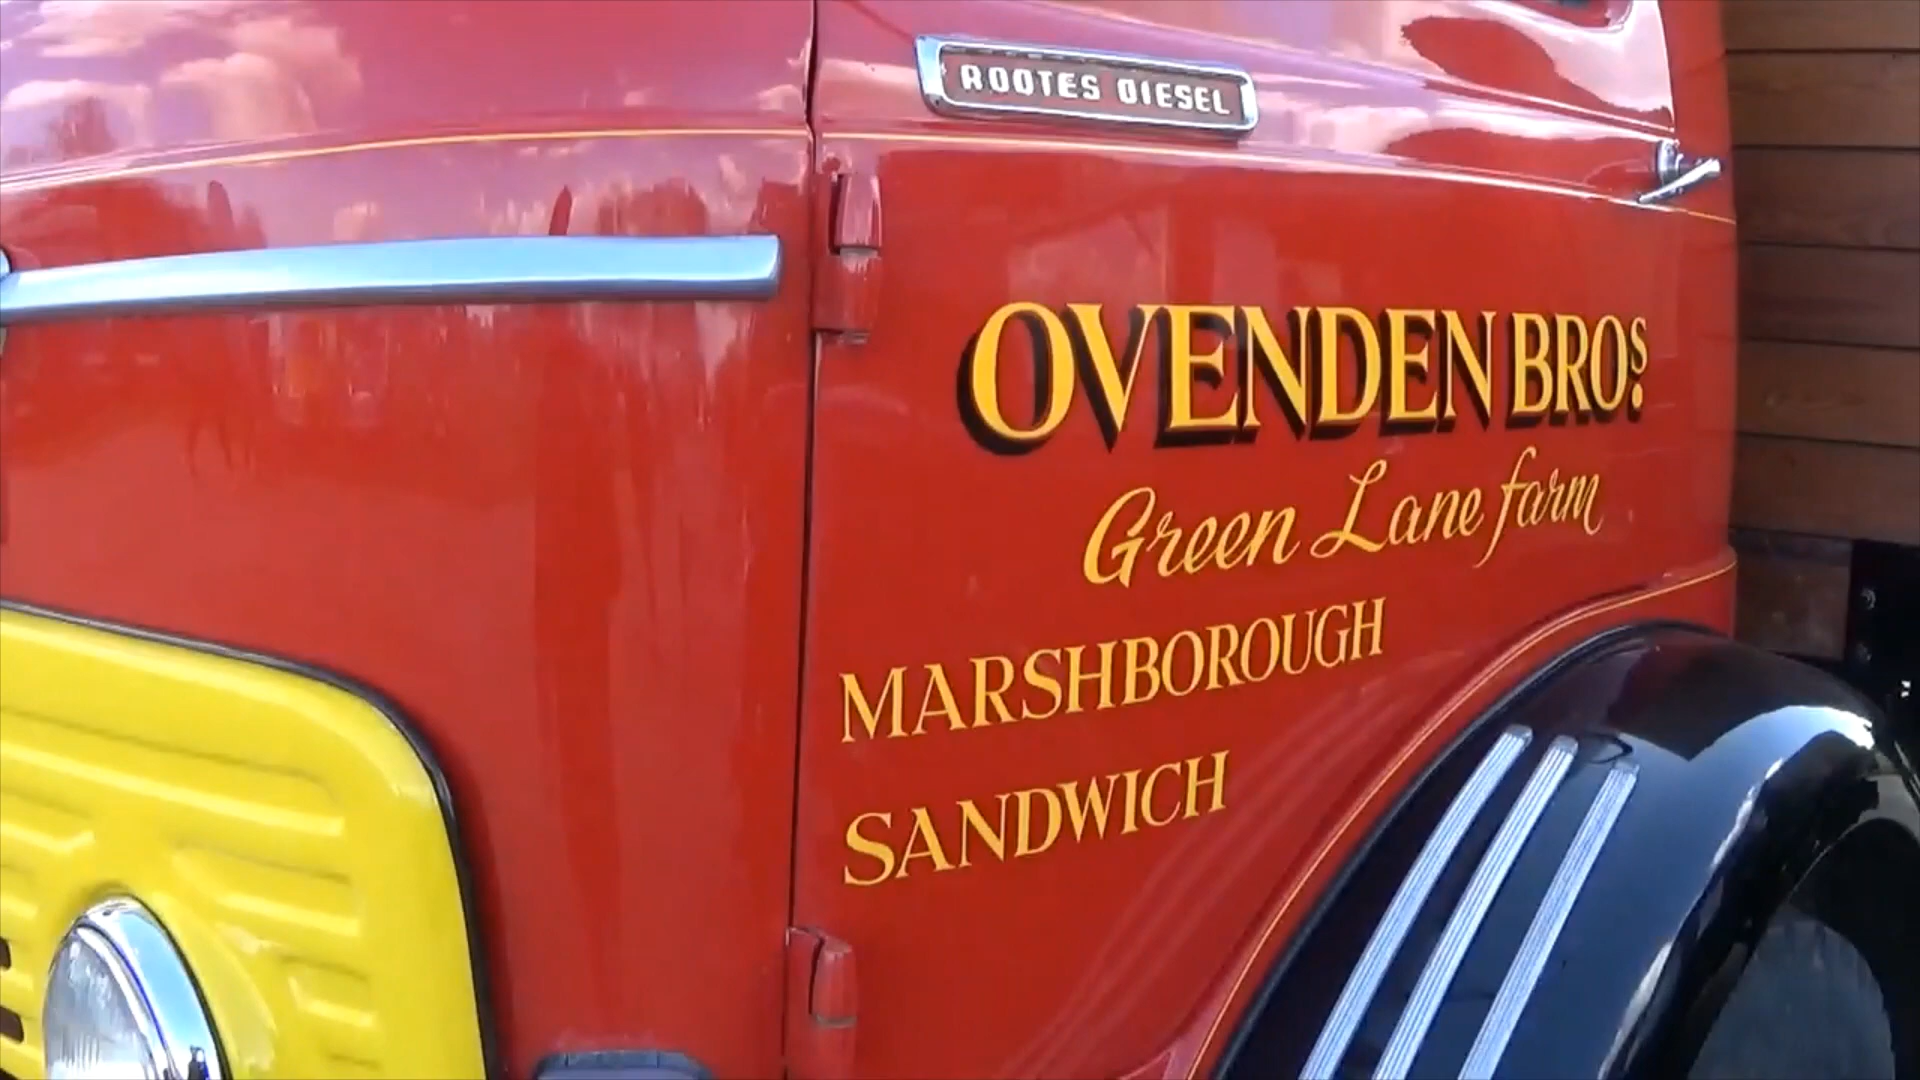 ROOTES DIESEL
OVENDEN BROS.
Green Lane farm
MARSHBOROUGH
SANDWICH